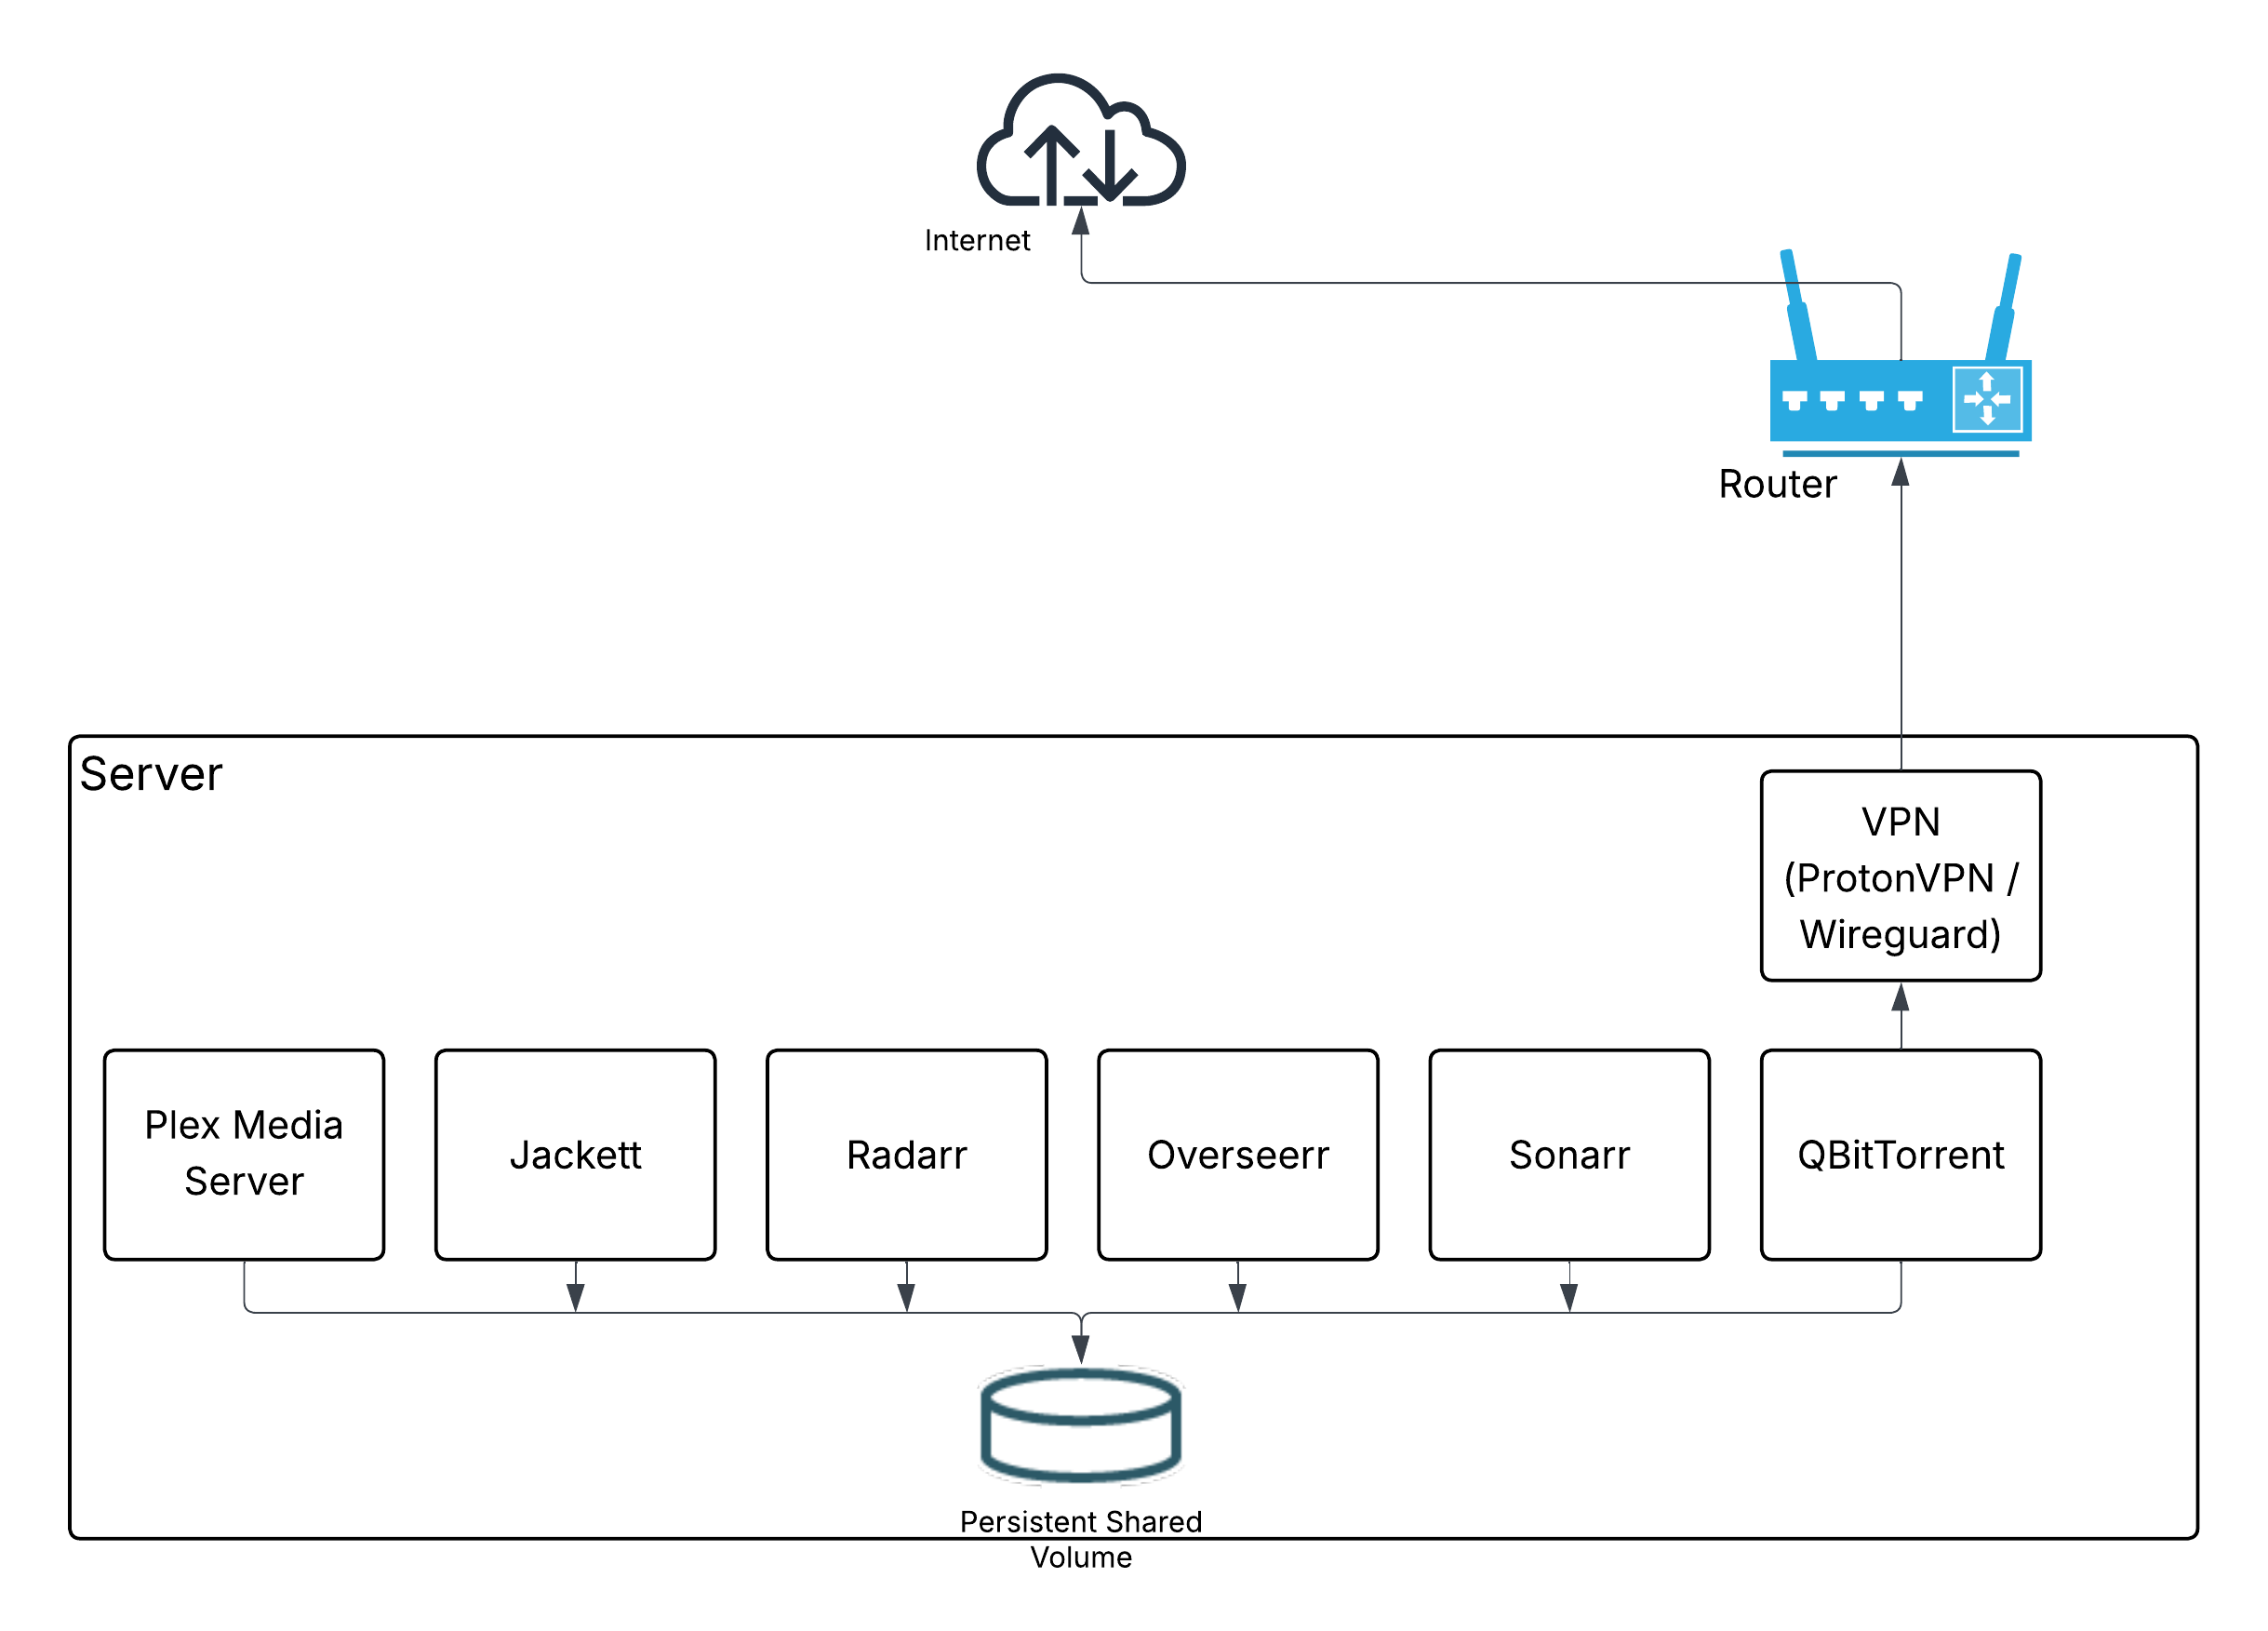 Internet
Router
Server
VPN
(ProtonVPN /
Wireguard)
Plex Media
Server
Jackett
Radarr
Overseerr
Sonarr
QBitTorrent
Persistent Shared
Volume